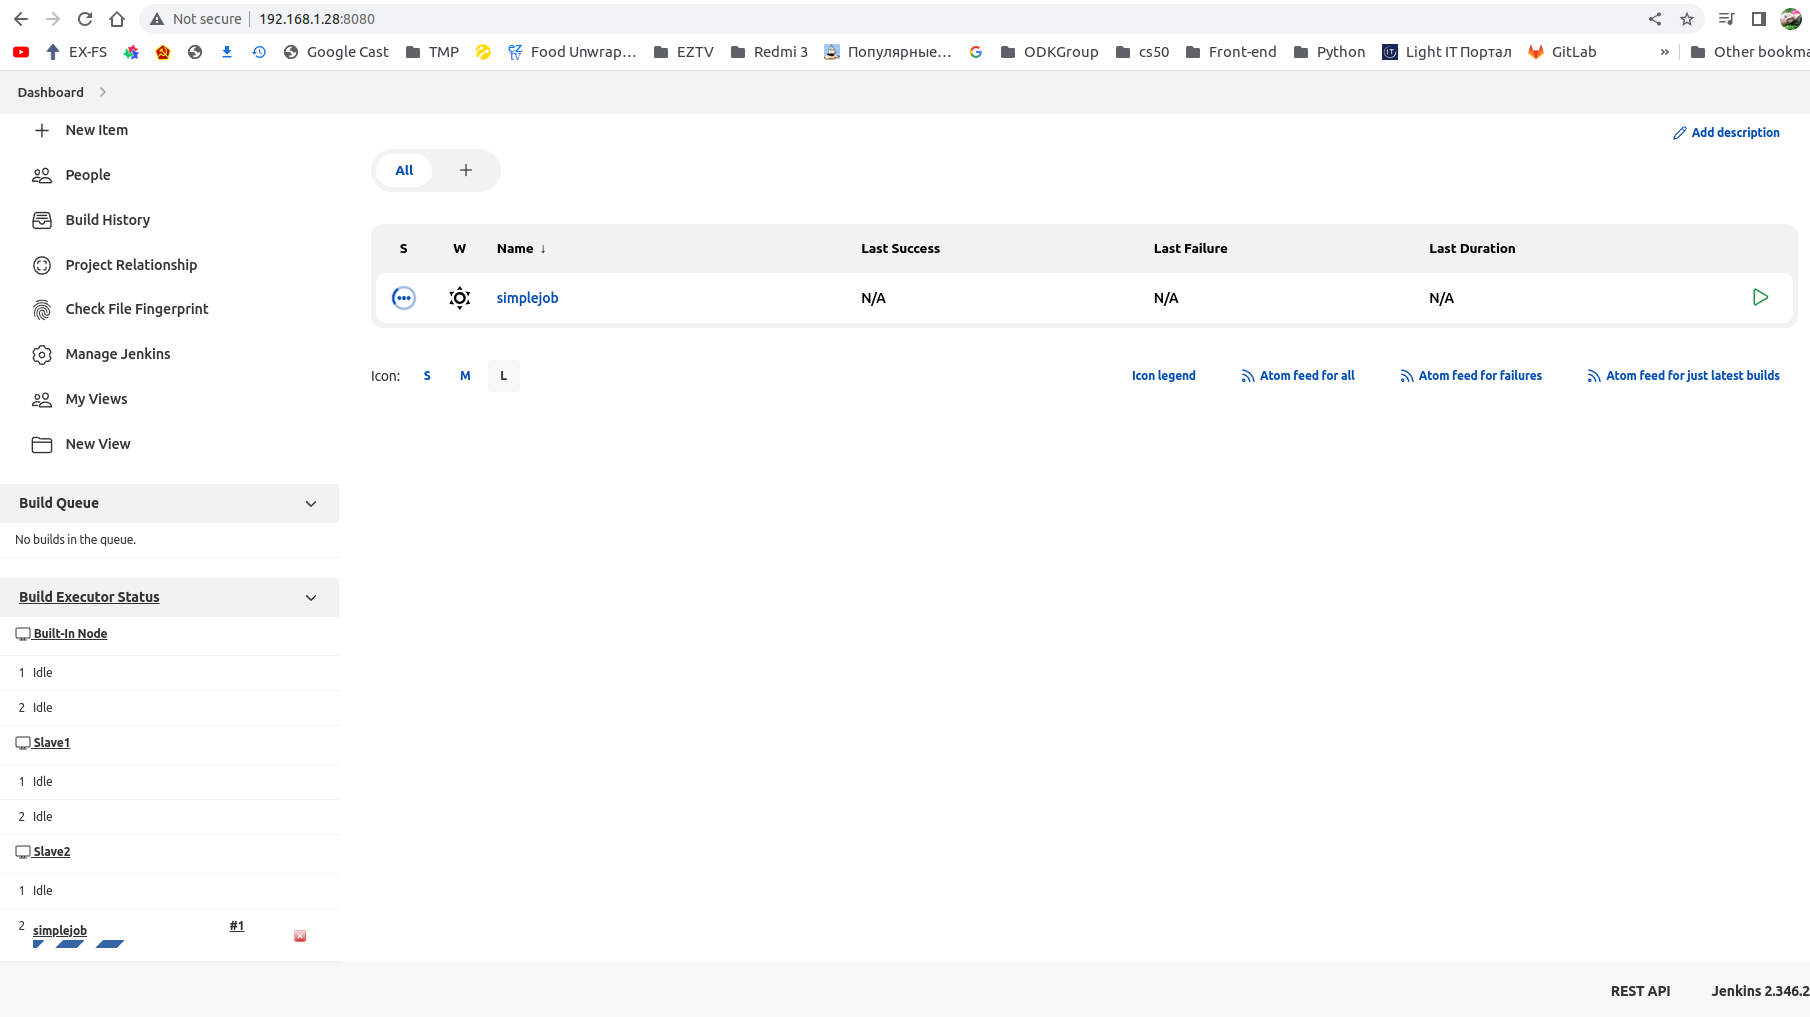 Not secure | 192.168.1.28:8080
EX-FS Google Cast TMP Food Unwrap… EZTV Redmi 3 Популярные… ODKGroup cs50 Front-end Python Light IT Портал GitLab » Other bookma
Dashboard
New Item
Add description
People
All +
Build History
S W Name ↓ Last Success Last Failure Last Duration
Project Relationship
simplejob N/A N/A N/A
Check File Fingerprint
Manage Jenkins
Icon: S M L Icon legend Atom feed for all Atom feed for failures Atom feed for just latest builds
My Views
New View
Build Queue
No builds in the queue.
Build Executor Status
Built-In Node
1 Idle
2 Idle
Slave1
1 Idle
2 Idle
Slave2
1 Idle
2 simplejob #1
REST API Jenkins 2.346.2